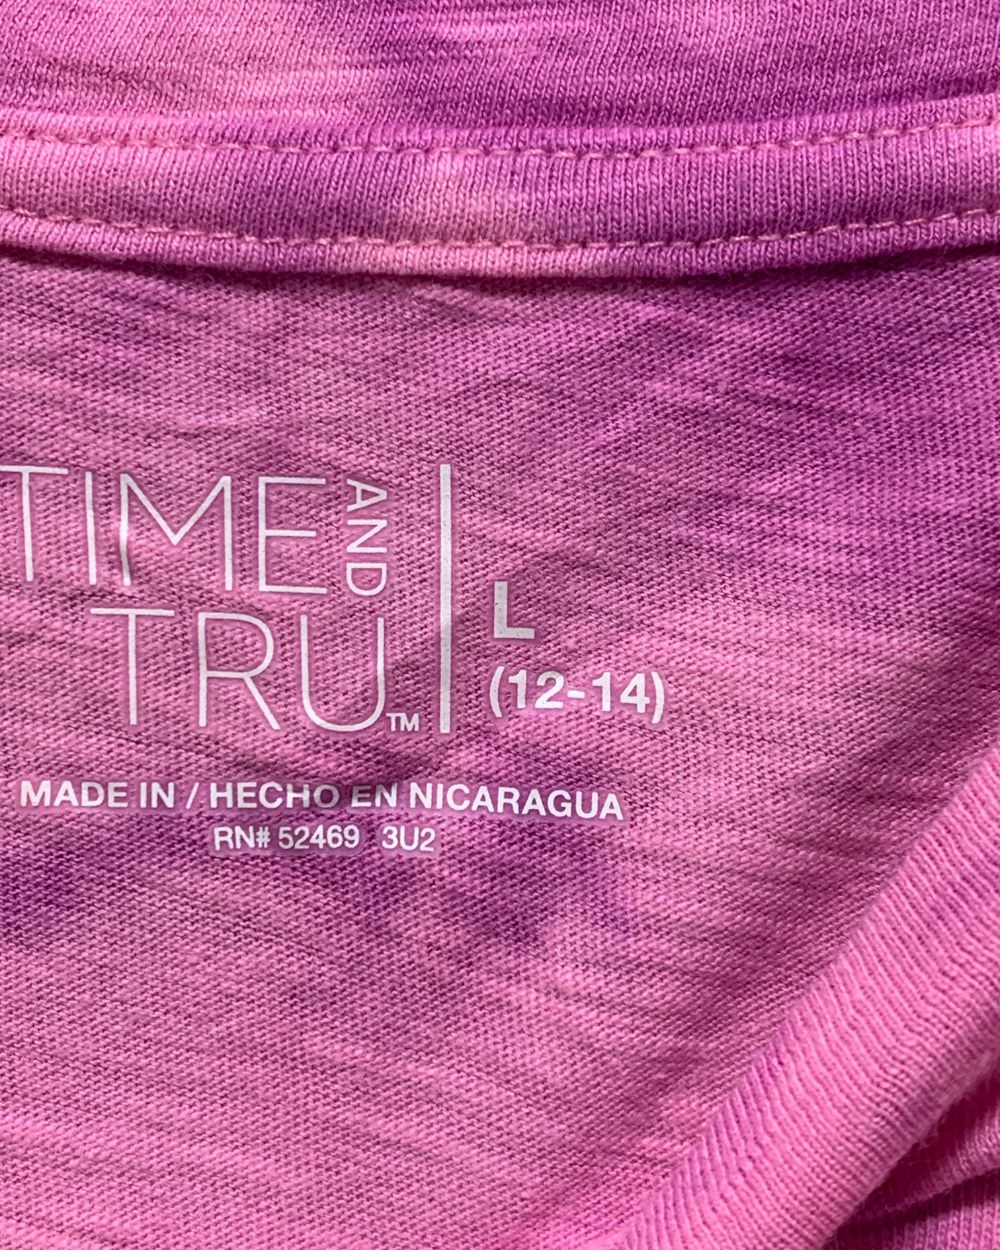 TIME AND
TRU™
L
(12-14)
MADE IN / HECHO EN NICARAGUA
RN# 52469 3U2